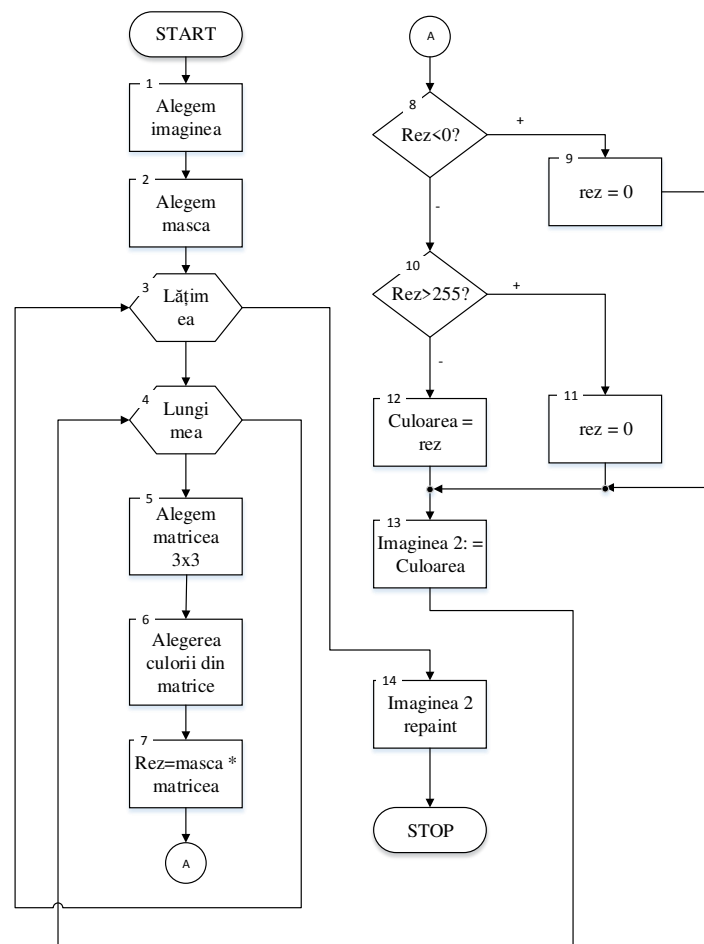 START
1
Alegem
imaginea
2
Alegem
masca
3
Lățim
ea
4
Lungi
mea
5
Alegem
matricea
3x3
6
Alegerea
culorii din
matrice
7
Rez=masca *
matricea
A
A
8
Rez<0?
+
-
9
rez = 0
10
Rez>255?
+
-
11
rez = 0
12
Culoarea =
rez
13
Imaginea 2: =
Culoarea
14
Imaginea 2
repaint
STOP